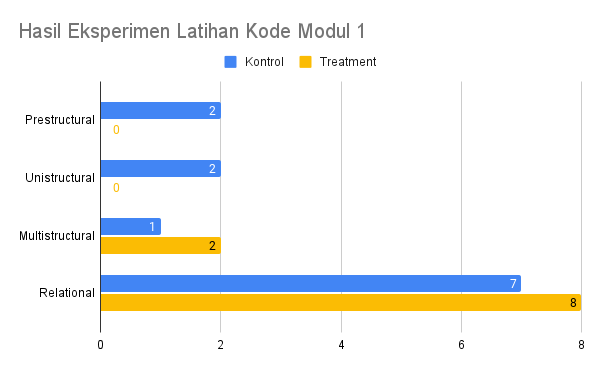 Hasil Eksperimen Latihan Kode Modul 1
Kontrol Treatment
Prestructural 2
0
Unistructural 2
0
Multistructural 1
2
Relational 7
8
0 2 4 6 8